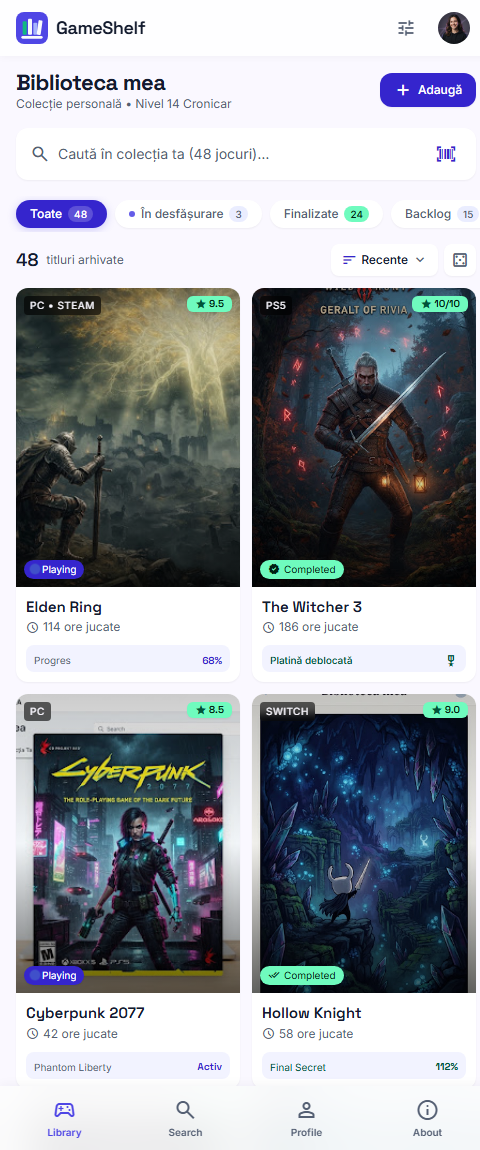 GameShelf
Biblioteca mea
Colecție personală • Nivel 14 Cronicar
Adaugă
Caută în colecția ta (48 jocuri)...
Toate 48
În desfășurare 3
Finalizate 24
Backlog 15
48 titluri arhivate
Recente
PC • STEAM
9.5
Playing
Elden Ring
114 ore jucate
Progres 68%
PS5
10/10
GERALT OF RIVIA
Completed
The Witcher 3
186 ore jucate
Platină deblocată
PC
8.5
Search
CYBERPUNK
2077
THE ROLE-PLAYING GAME OF THE DARK FUTURE
XBOX PS5
Playing
Cyberpunk 2077
42 ore jucate
Phantom Liberty Activ
SWITCH
9.0
Completed
Hollow Knight
58 ore jucate
Final Secret 112%
Library
Search
Profile
About